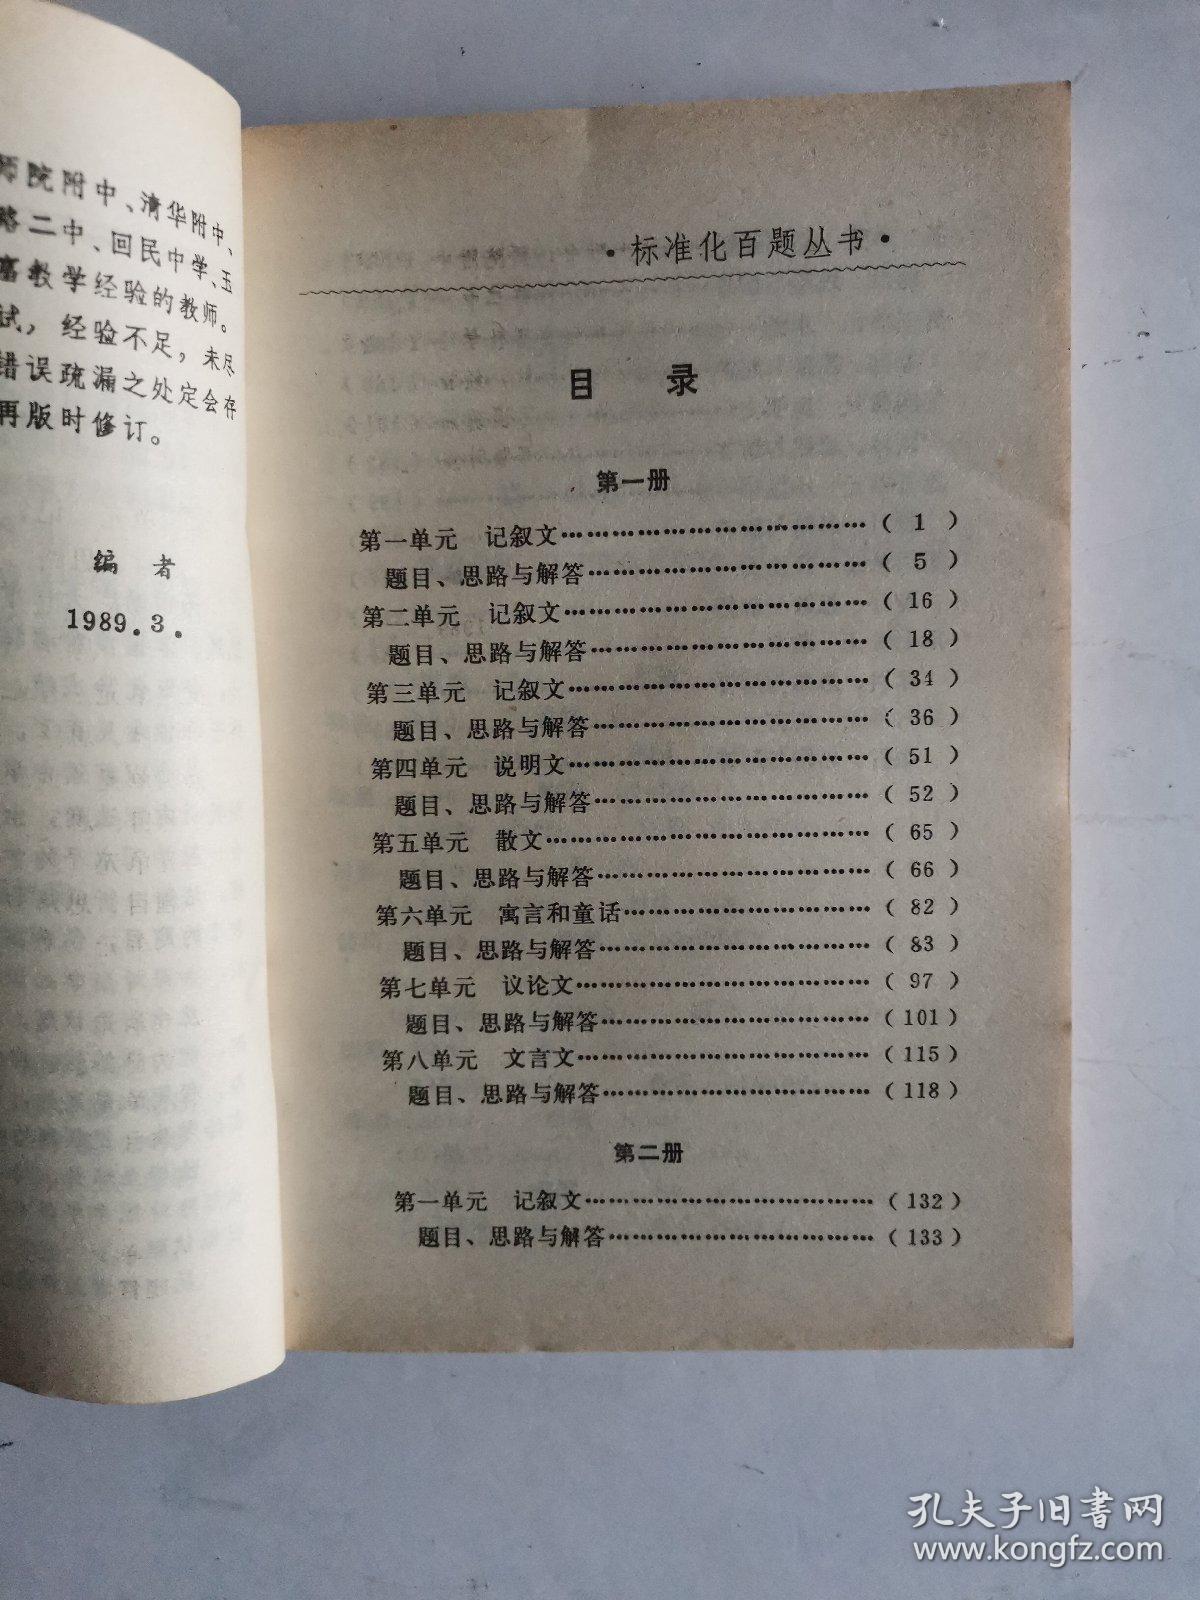 师院附中、清华附中、
路二中、回民中学、五
富教学经验的教师。
试，经验不足，未尽
错误疏漏之处定会存
再版时修订。
编 者
1989.3.
·标准化百题丛书·
目 录
第一册
第一单元 记叙文……………………………（ 1 ）
题目、思路与解答……………………………（ 5 ）
第二单元 记叙文……………………………（ 16 ）
题目、思路与解答……………………………（ 18 ）
第三单元 记叙文……………………………（ 34 ）
题目、思路与解答……………………………（ 36 ）
第四单元 说明文……………………………（ 51 ）
题目、思路与解答……………………………（ 52 ）
第五单元 散文……………………………（ 65 ）
题目、思路与解答……………………………（ 66 ）
第六单元 寓言和童话……………………………（ 82 ）
题目、思路与解答……………………………（ 83 ）
第七单元 议论文……………………………（ 97 ）
题目、思路与解答……………………………（101）
第八单元 文言文……………………………（115）
题目、思路与解答……………………………（118）
第二册
第一单元 记叙文……………………………（132）
题目、思路与解答……………………………（133）
孔夫子旧书网
www.kongfz.com